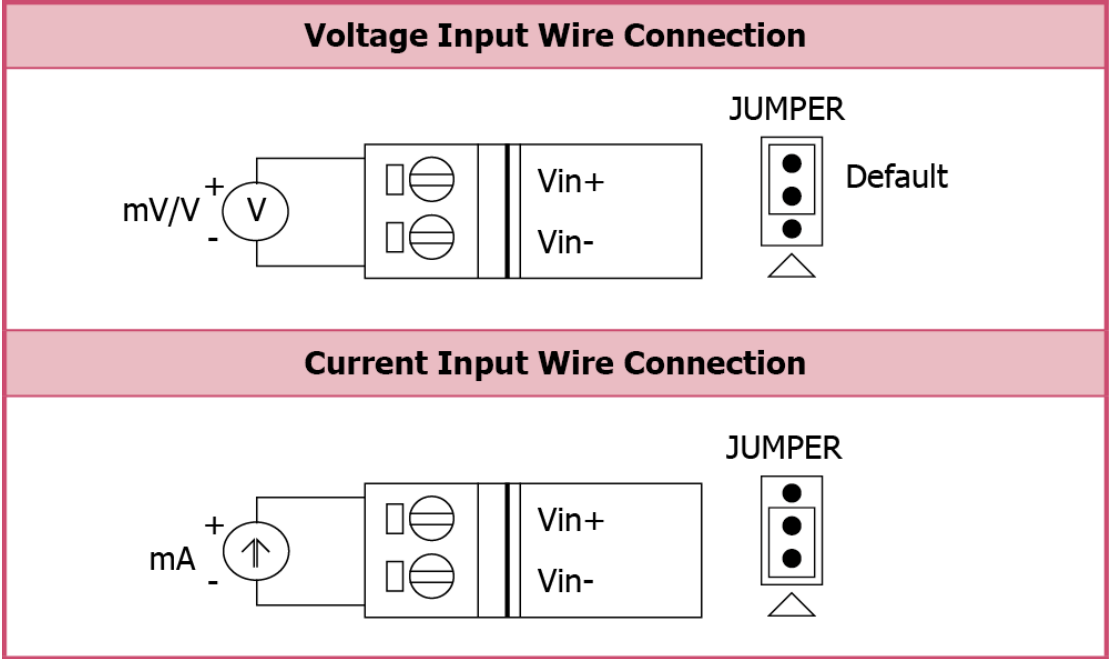 Voltage Input Wire Connection
JUMPER
Default
Vin+
mV/V + V -
Vin-
Current Input Wire Connection
JUMPER
Vin+
mA + -
Vin-